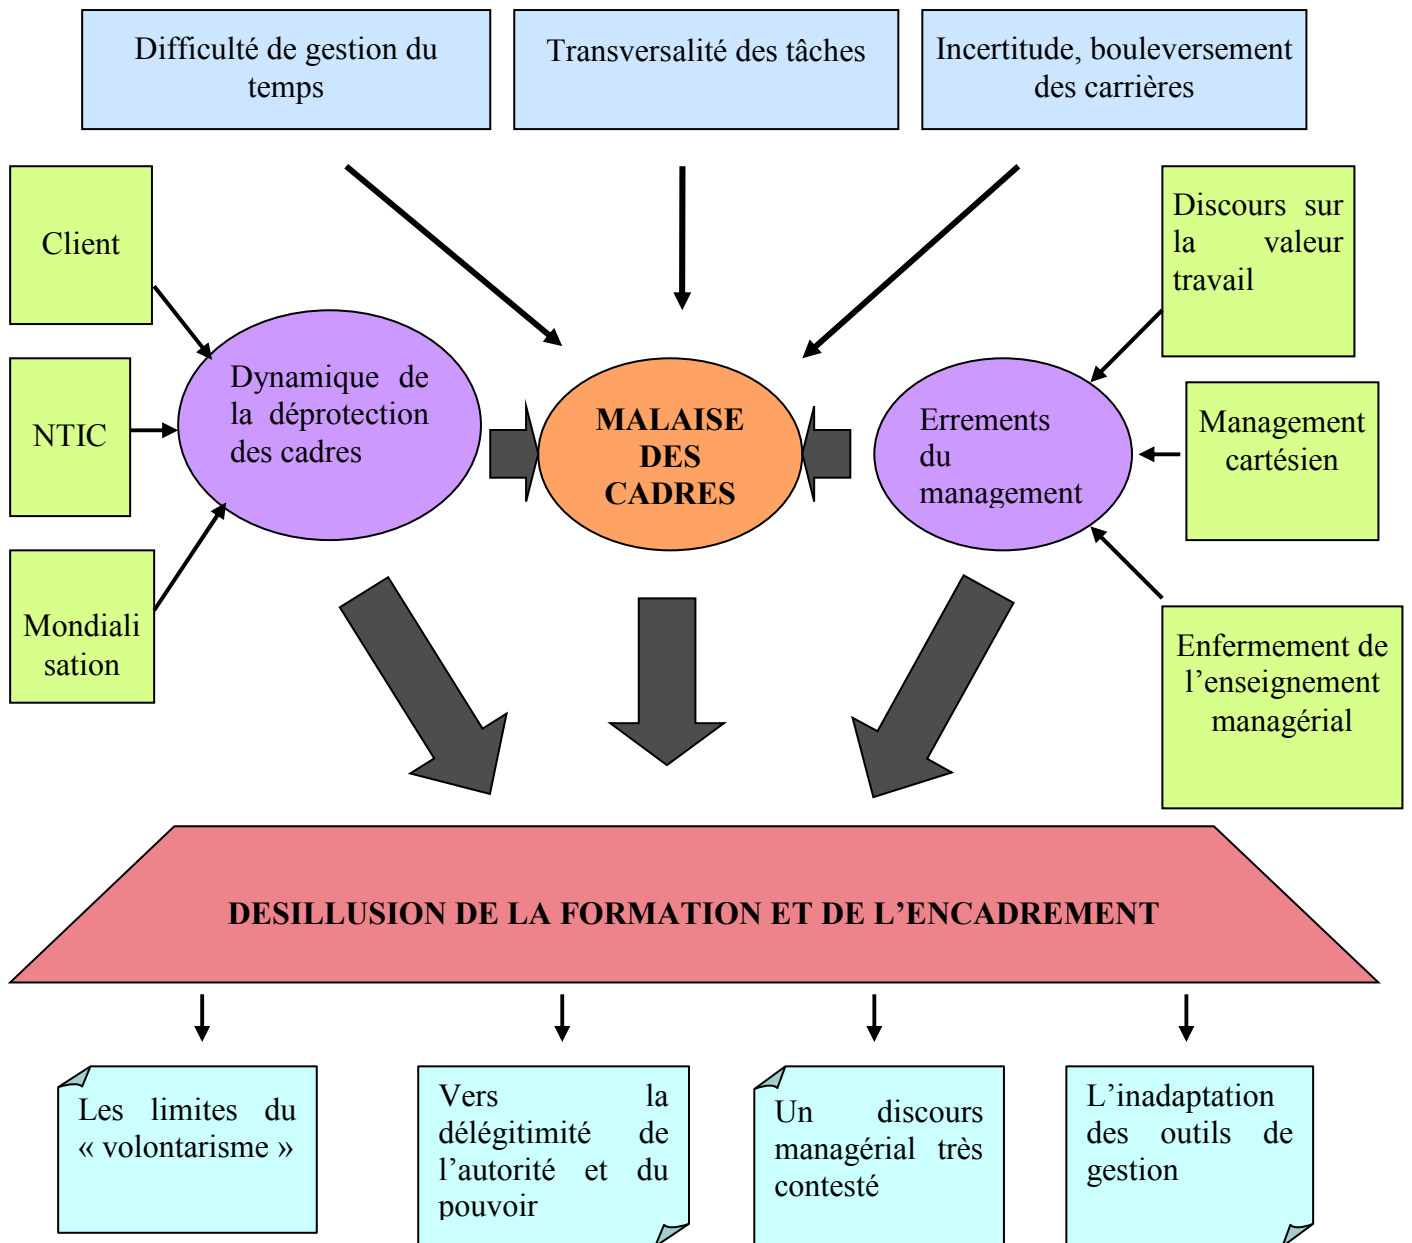 Difficulté de gestion du
temps
Transversalité des tâches
Incertitude, bouleversement
des carrières
Client
NTIC
Mondiali
sation
Dynamique de
la déprotection
des cadres
MALAISE
DES
CADRES
Errements
du
management
Discours sur
la valeur
travail
Management
cartésien
Enfermement de
l’enseignement
managérial
DESILLUSION DE LA FORMATION ET DE L’ENCADREMENT
Les limites du
« volontarisme »
Vers la
délégitimité de
l’autorité et du
pouvoir
Un discours
managérial très
contesté
L’inadaptation
des outils de
gestion